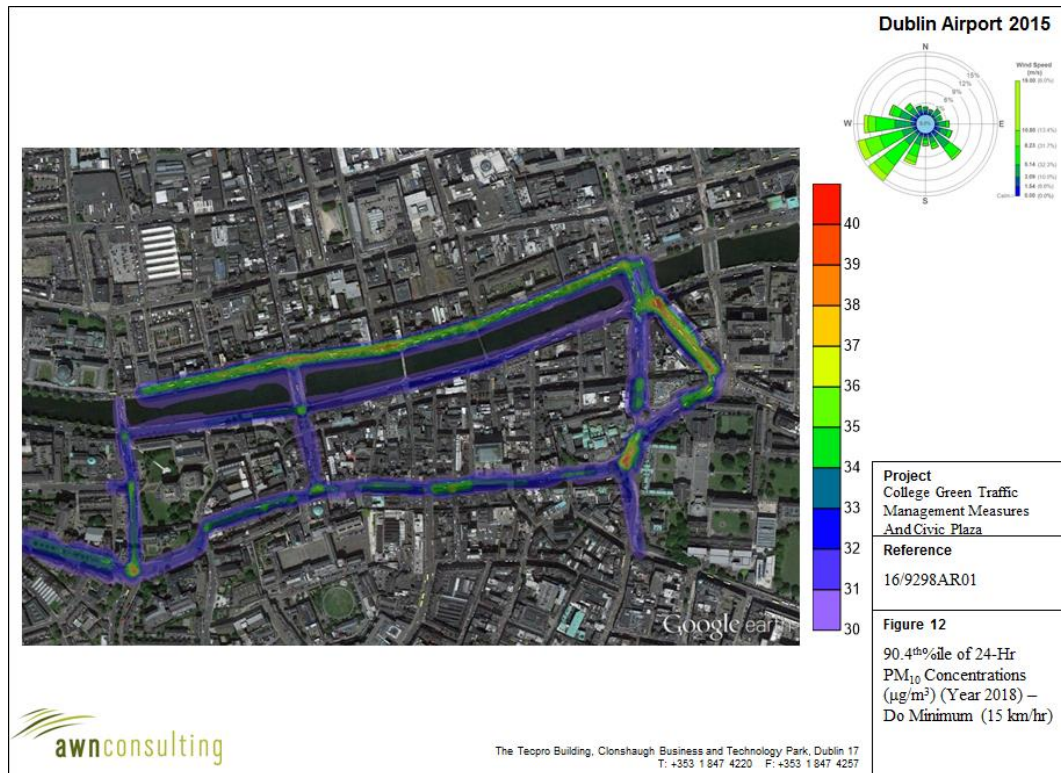 Dublin Airport 2015
N
Wind Speed
(m/s)
15%
12%
9%
W
E
S
40
39
38
37
36
35
34
33
32
31
30
Google earth
Project
College Green Traffic
Management Measures
And Civic Plaza
Reference
16/9298AR01
Figure 12
90.4th%ile of 24-Hr
PM10 Concentrations
(µg/m³) (Year 2018) –
Do Minimum (15 km/hr)
awnconsulting
The Tecpro Building, Clonshaugh Business and Technology Park, Dublin 17
T: +353 1 847 4220 F: +353 1 847 4257